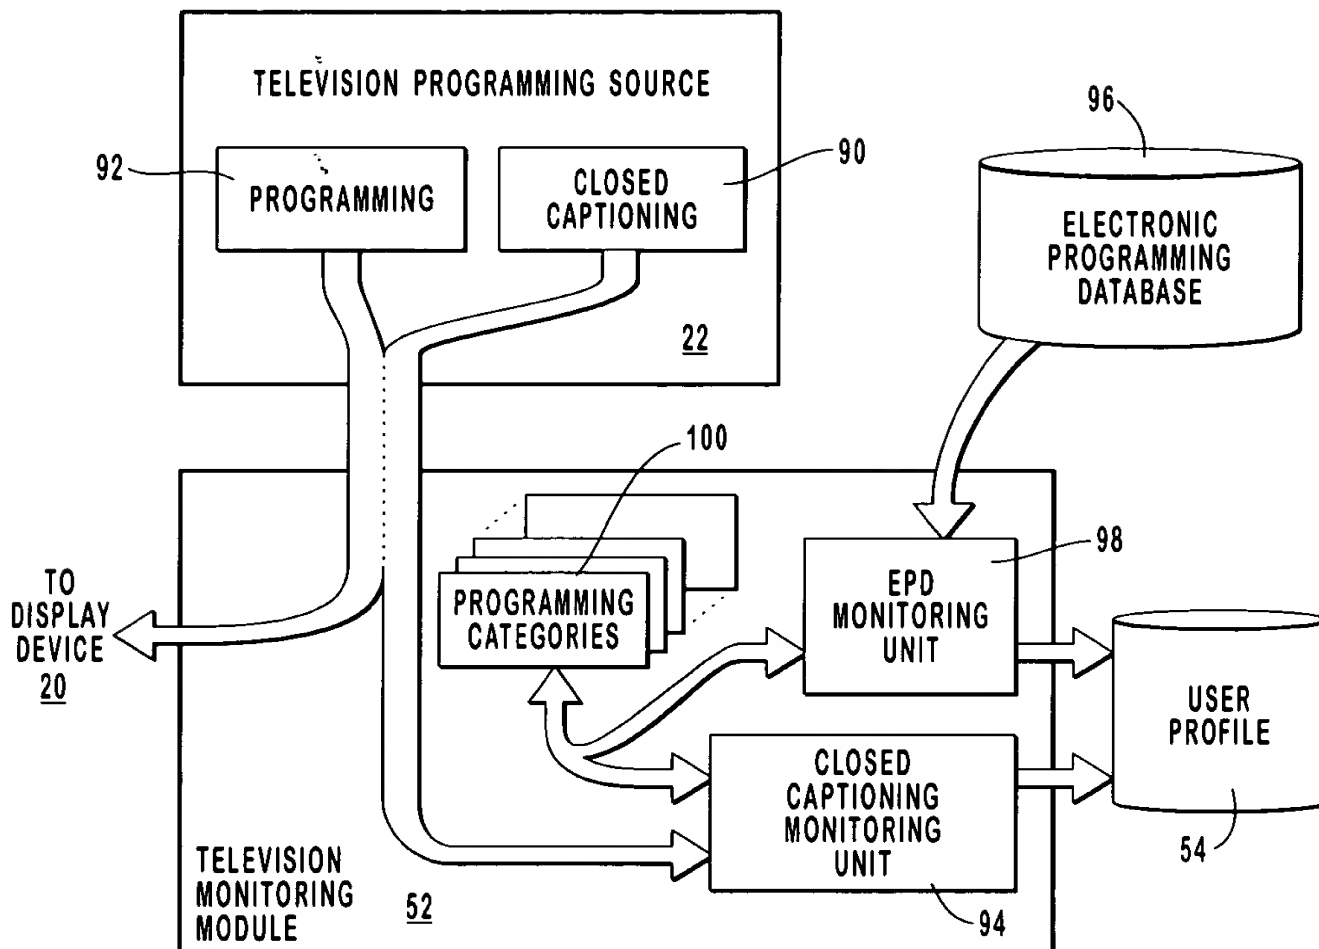 TELEVISION PROGRAMMING SOURCE
92
PROGRAMMING
90
CLOSED
CAPTIONING
22
96
ELECTRONIC
PROGRAMMING
DATABASE
100
PROGRAMMING
CATEGORIES
98
EPD
MONITORING
UNIT
TO
DISPLAY
DEVICE
20
USER
PROFILE
54
CLOSED
CAPTIONING
MONITORING
UNIT
94
TELEVISION
MONITORING
MODULE
52